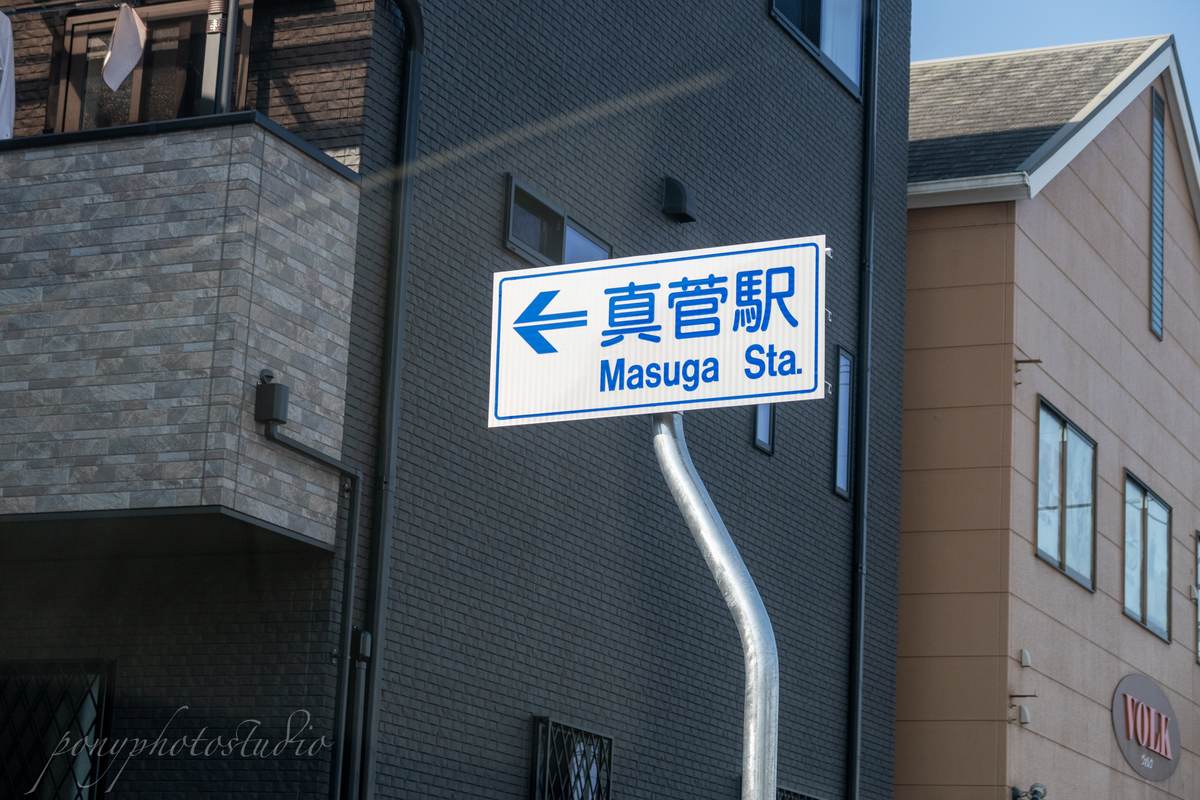 真菅駅
Masuga Sta.
VOLK
ponyphotostudio